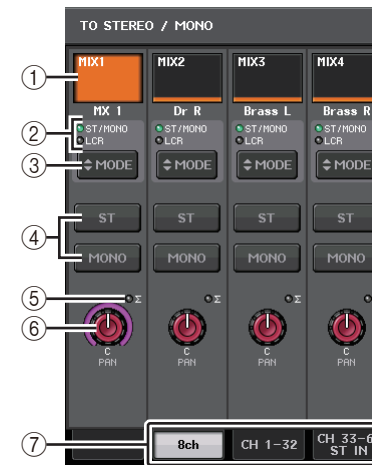 TO STEREO / MONO
MIX1 MIX2 MIX3 MIX4
① MX 1 Dr R Brass L Brass R
② ST/MONO ST/MONO ST/MONO ST/MONO
LCR LCR LCR LCR
③ MODE MODE MODE MODE
④ ST ST ST ST
MONO MONO MONO MONO
⑤ Σ Σ Σ
⑥ C C C C
PAN PAN PAN PAN
⑦ 8ch CH 1-32 CH 33-6
ST IN